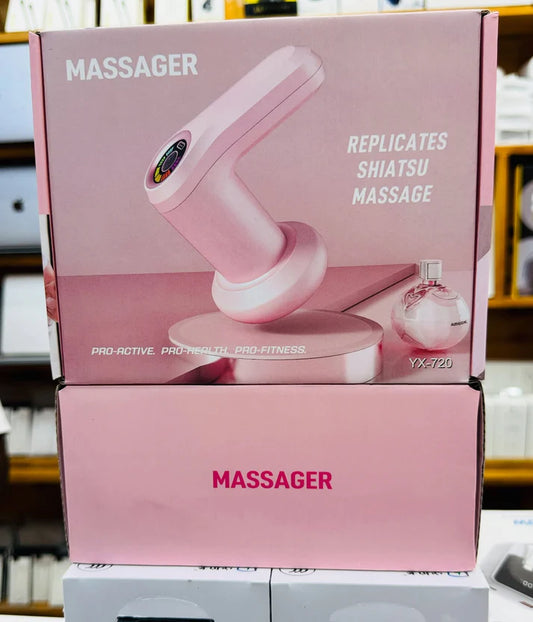 MASSAGER
REPLICATES
SHIATSU
MASSAGE
PRO-ACTIVE. PRO-HEALTH. PRO-FITNESS.
YX-720
MASSAGER